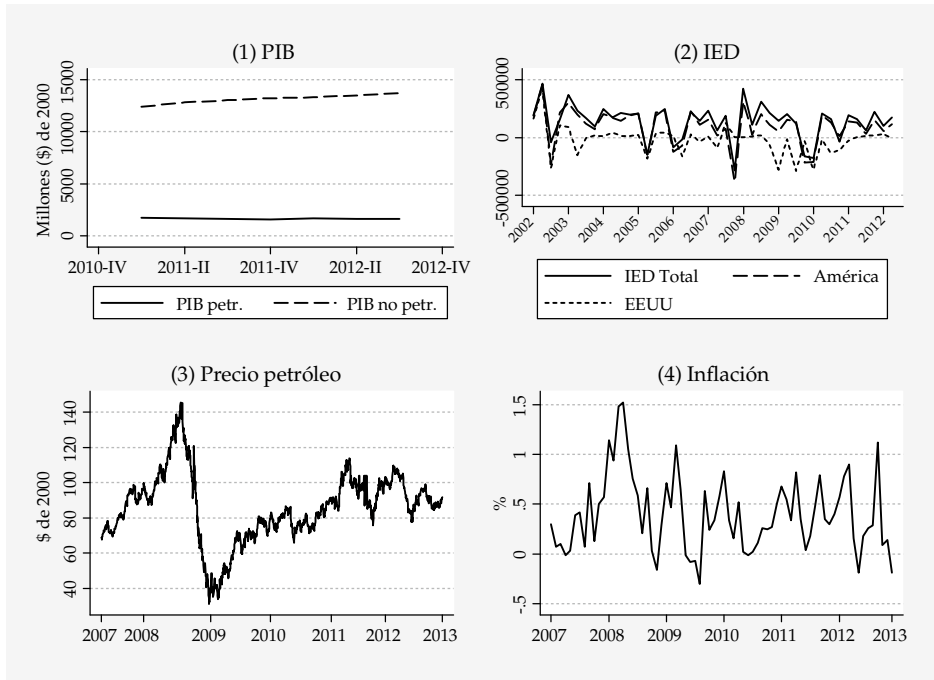 (1) PIB
Millones ($) de 2000
15000
10000
5000
0
2010-IV 2011-II 2011-IV 2012-II 2012-IV
PIB petr. PIB no petr.
(2) IED
500000
0
-500000
2002 2003 2004 2005 2006 2007 2008 2009 2010 2011 2012
IED Total América
EEUU
(3) Precio petróleo
$ de 2000
140
120
100
80
60
40
2007 2008 2009 2010 2011 2012 2013
(4) Inflación
%
1.5
1
.5
0
-.5
2007 2008 2009 2010 2011 2012 2013